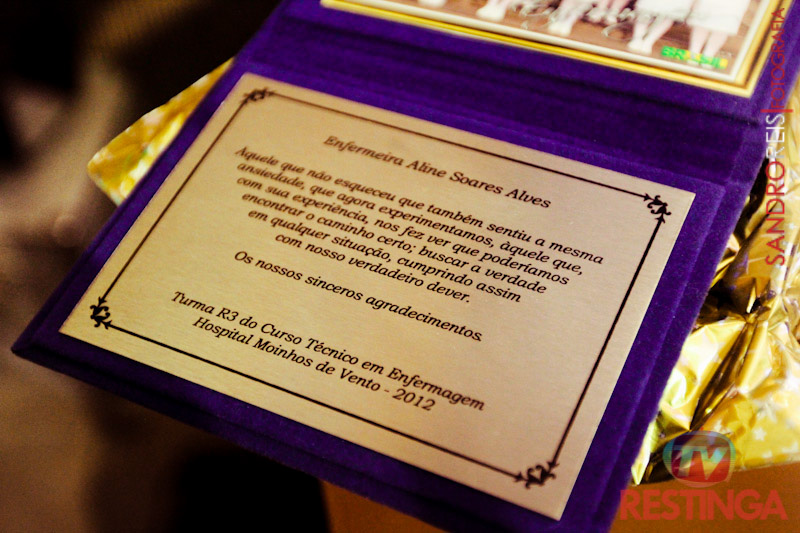 Enfermeira Aline Soares Alves
Àquele que não esqueceu que também sentiu a mesma
ansiedade, que agora experimentamos, àquele que,
com sua experiência, nos fez ver que poderíamos
encontrar o caminho certo; buscar a verdade
em qualquer situação, cumprindo assim
com nosso verdadeiro dever.
Os nossos sinceros agradecimentos.
Turma R3 do Curso Técnico em Enfermagem
Hospital Moinhos de Vento - 2012
SANDROREIS|FOTOGRAFIA
TV
RESTINGA